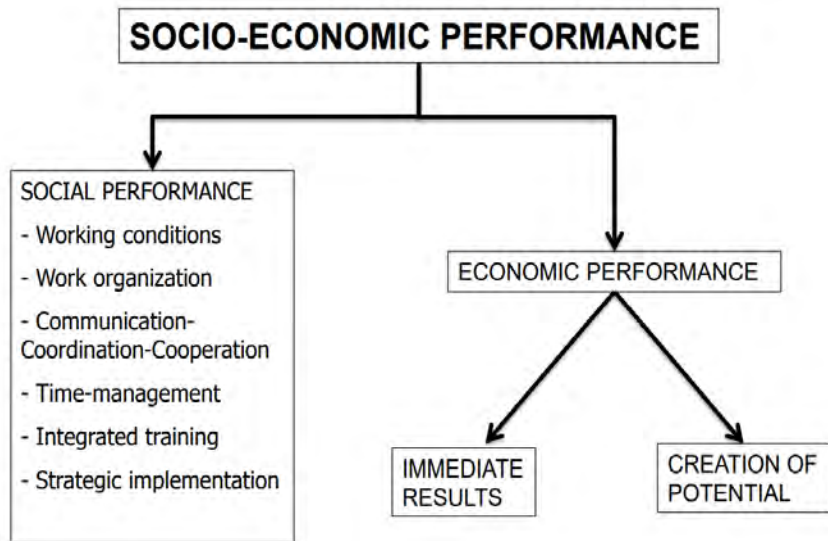 SOCIO-ECONOMIC PERFORMANCE
SOCIAL PERFORMANCE
- Working conditions
- Work organization
- Communication-
Coordination-Cooperation
- Time-management
- Integrated training
- Strategic implementation
ECONOMIC PERFORMANCE
IMMEDIATE
RESULTS
CREATION OF
POTENTIAL